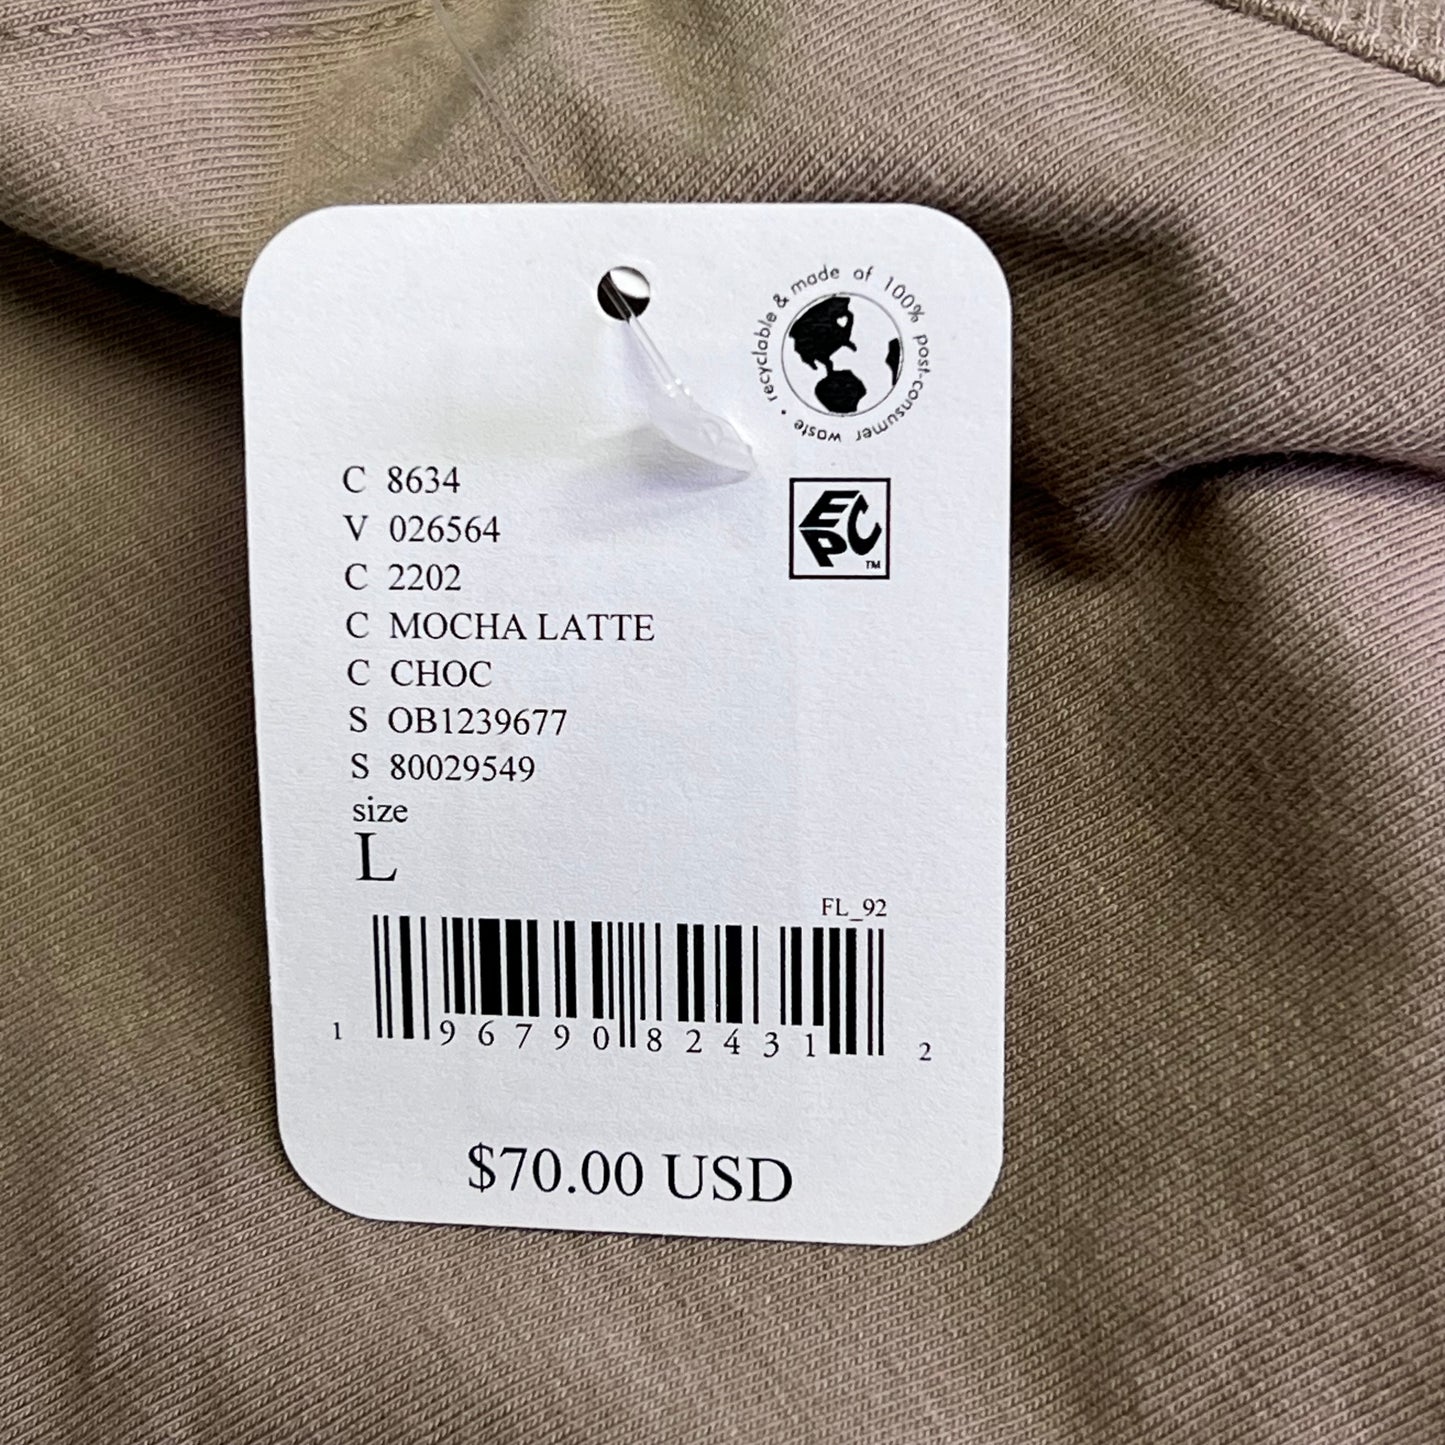 • recyclable & made of 100% post-consumer waste
EPC
TM
C 8634
V 026564
C 2202
C MOCHA LATTE
C CHOC
S OB1239677
S 80029549
size
L
FL_92
1 96790 82431 2
$70.00 USD